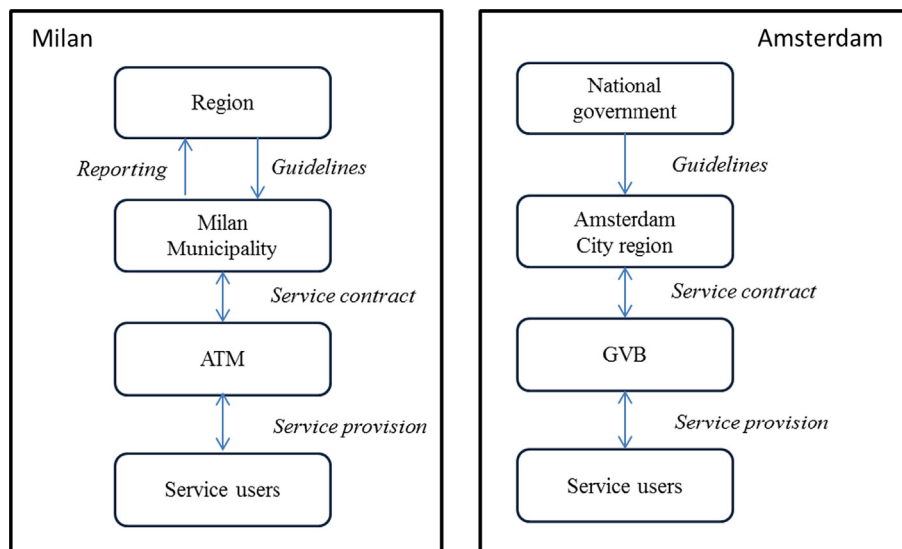 Milan
Region
Reporting
Guidelines
Milan
Municipality
Service contract
ATM
Service provision
Service users
Amsterdam
National
government
Guidelines
Amsterdam
City region
Service contract
GVB
Service provision
Service users